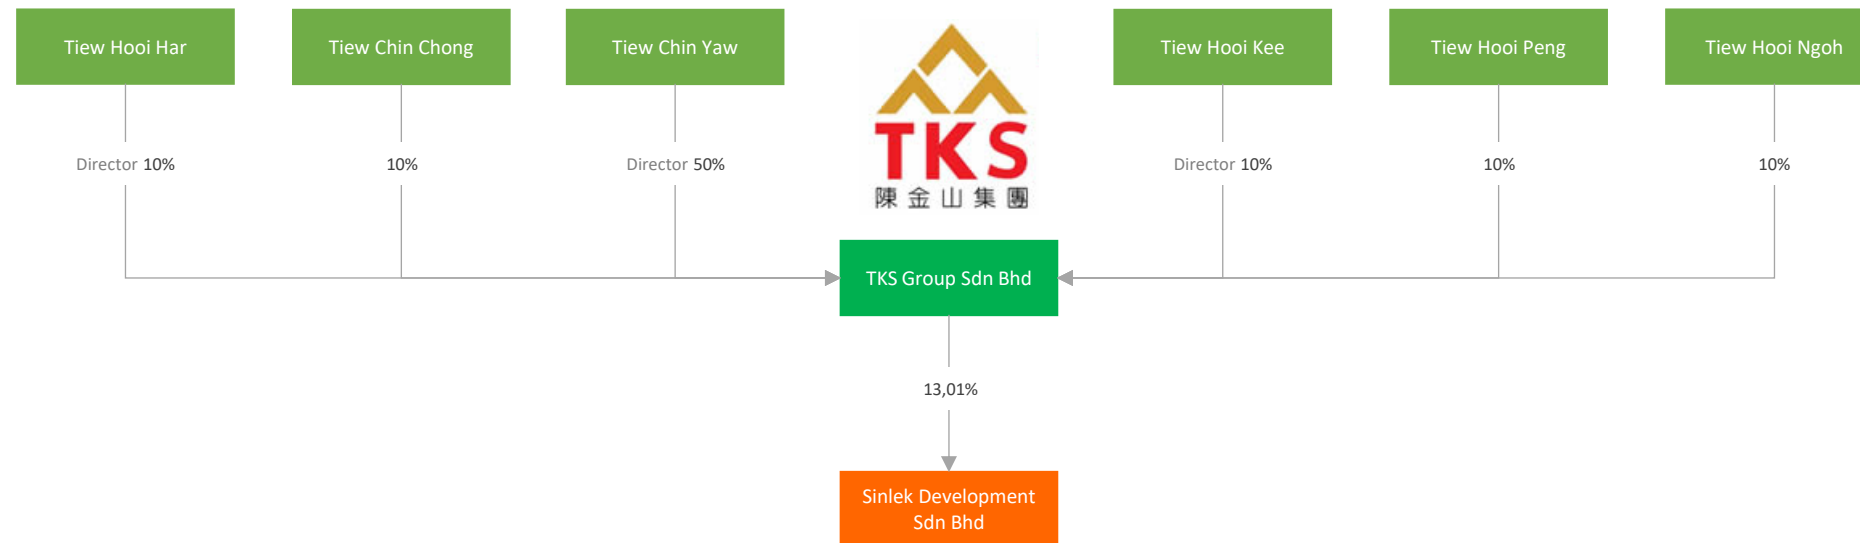 Tiew Hooi Har
Tiew Chin Chong
Tiew Chin Yaw
Tiew Hooi Kee
Tiew Hooi Peng
Tiew Hooi Ngoh
TKS
陳金山集團
Director 10%
10%
Director 50%
Director 10%
10%
10%
TKS Group Sdn Bhd
13,01%
Sinlek Development
Sdn Bhd